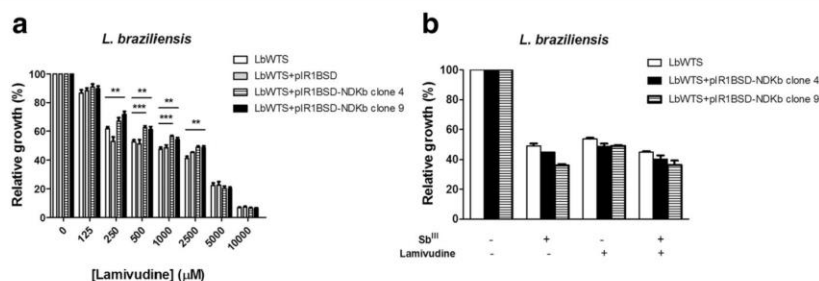 a
L. braziliensis
LbWTS
LbWTS+pIR1BSD
LbWTS+pIR1BSD-NDKb clone 4
LbWTS+pIR1BSD-NDKb clone 9
Relative growth (%)
100
80
60
40
20
0
** ** ** **
*** ***
0 125 250 500 1000 2500 5000 10000
[Lamivudine] (µM)
b
L. braziliensis
LbWTS
LbWTS+pIR1BSD-NDKb clone 4
LbWTS+pIR1BSD-NDKb clone 9
Relative growth (%)
100
80
60
40
20
0
SbIII - + - +
Lamivudine - - + +